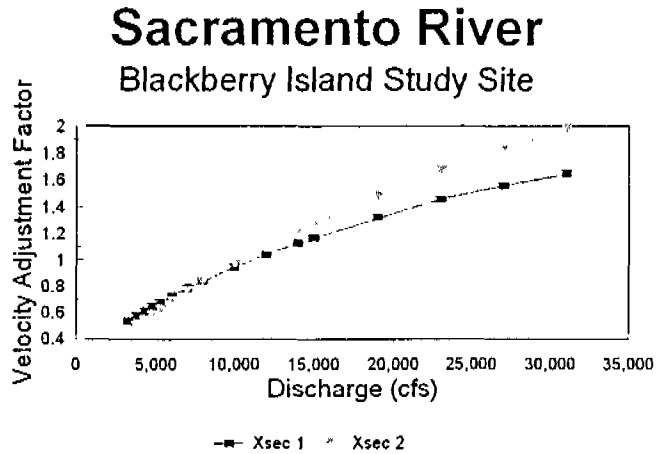 Sacramento River
Blackberry Island Study Site
Velocity Adjustment Factor
2
1.8
1.6
1.4
1.2
1
0.8
0.6
0.4
0 5,000 10,000 15,000 20,000 25,000 30,000 35,000
Discharge (cfs)
Xsec 1 Xsec 2